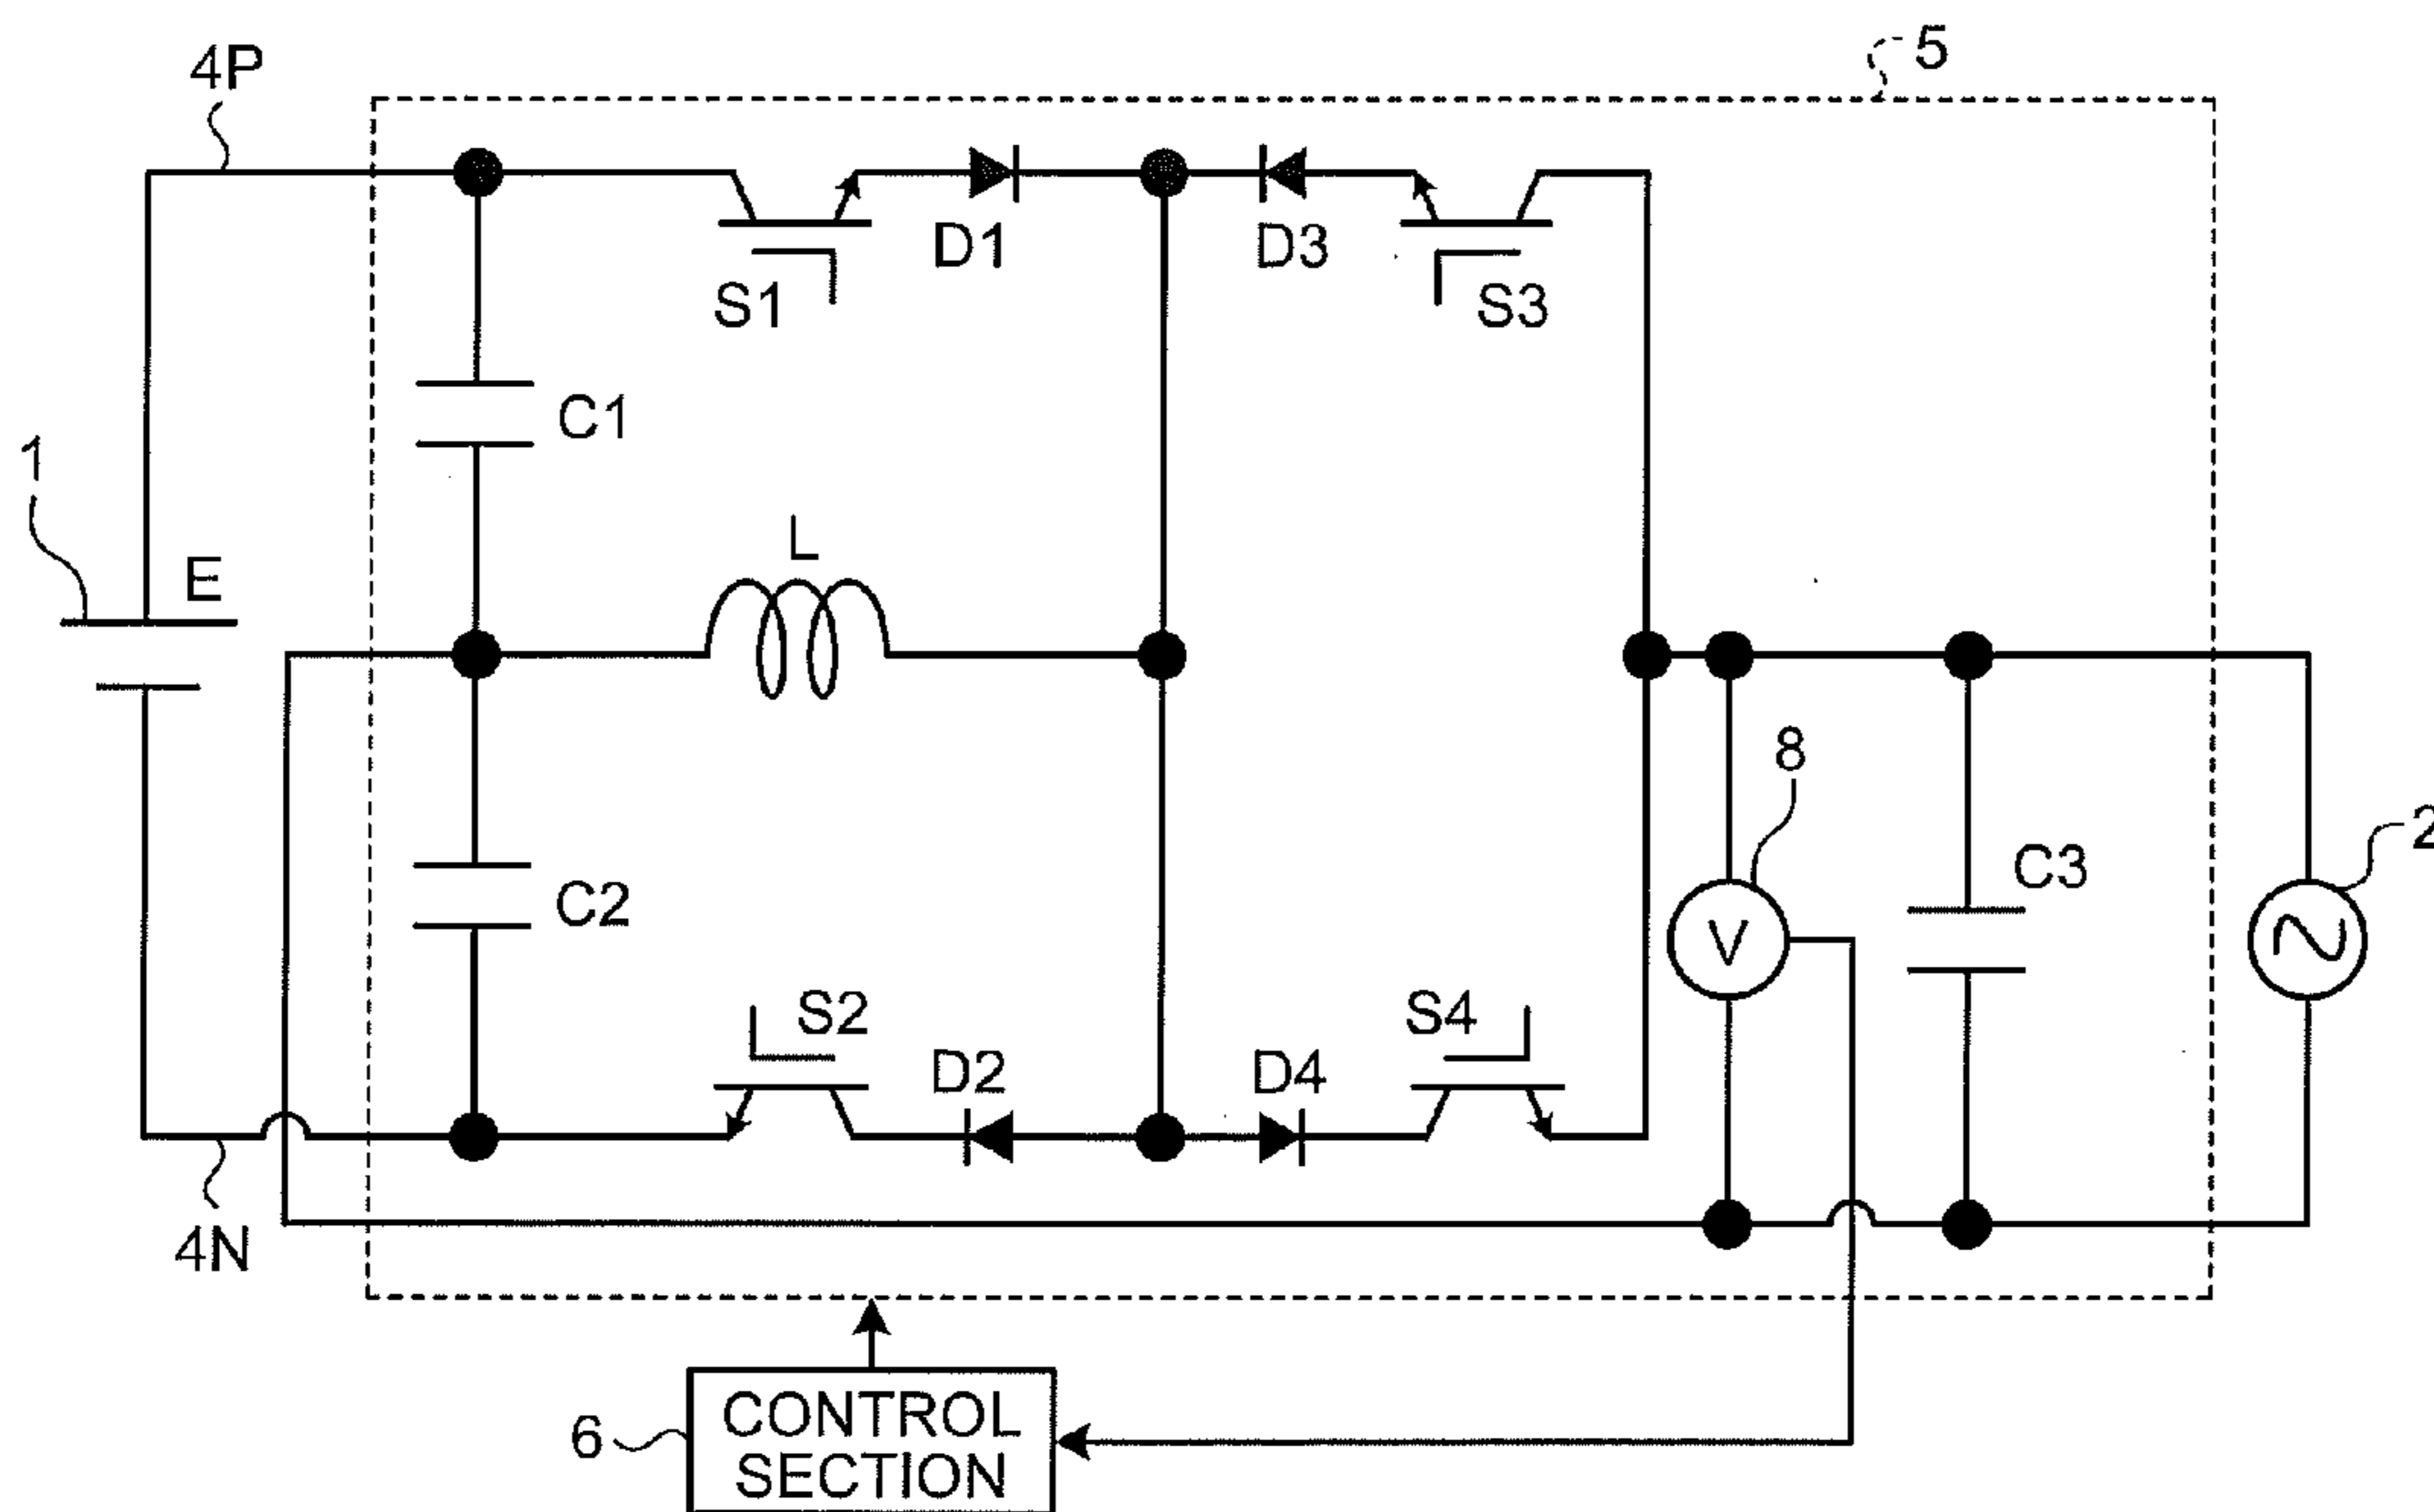 5
4P
D1
D3
S1
S3
C1
1
L
E
8
2
C3
C2
S2
S4
D2
D4
V
4N
6
CONTROL
SECTION